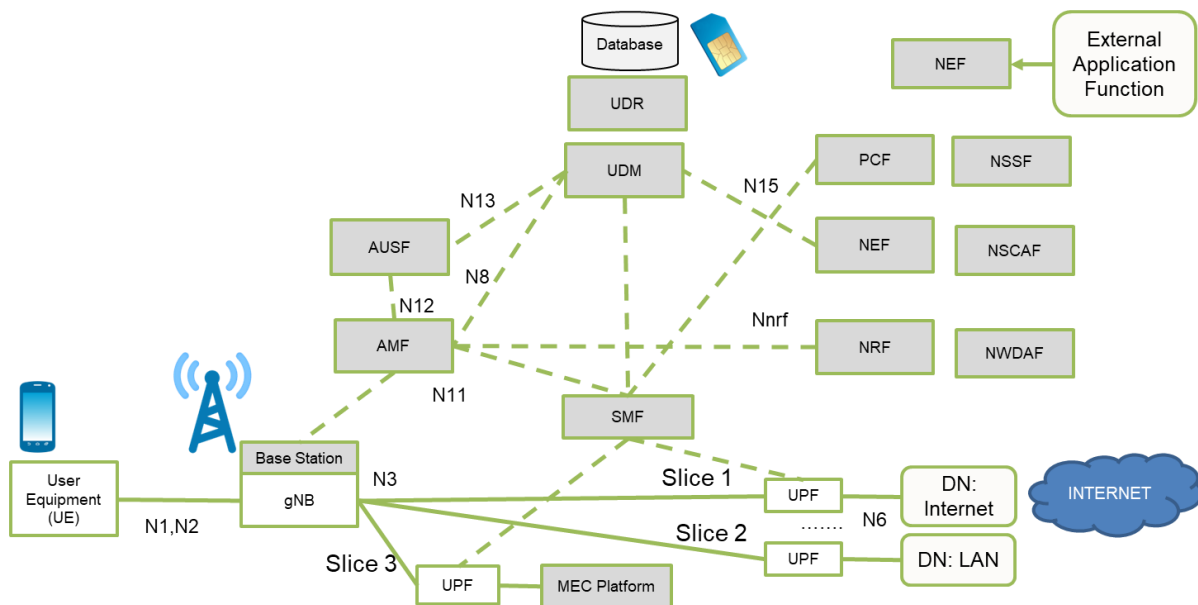 Database
NEF
External
Application
Function
UDR
UDM
PCF
NSSF
N15
N13
AUSF
NEF
NSCAF
N8
N12
Nnrf
AMF
NRF
NWDAF
N11
SMF
Base Station
User
Equipment
(UE)
gNB
N3
Slice 1
UPF
DN:
Internet
INTERNET
N1,N2
.......
N6
Slice 2
UPF
DN: LAN
Slice 3
UPF
MEC Platform